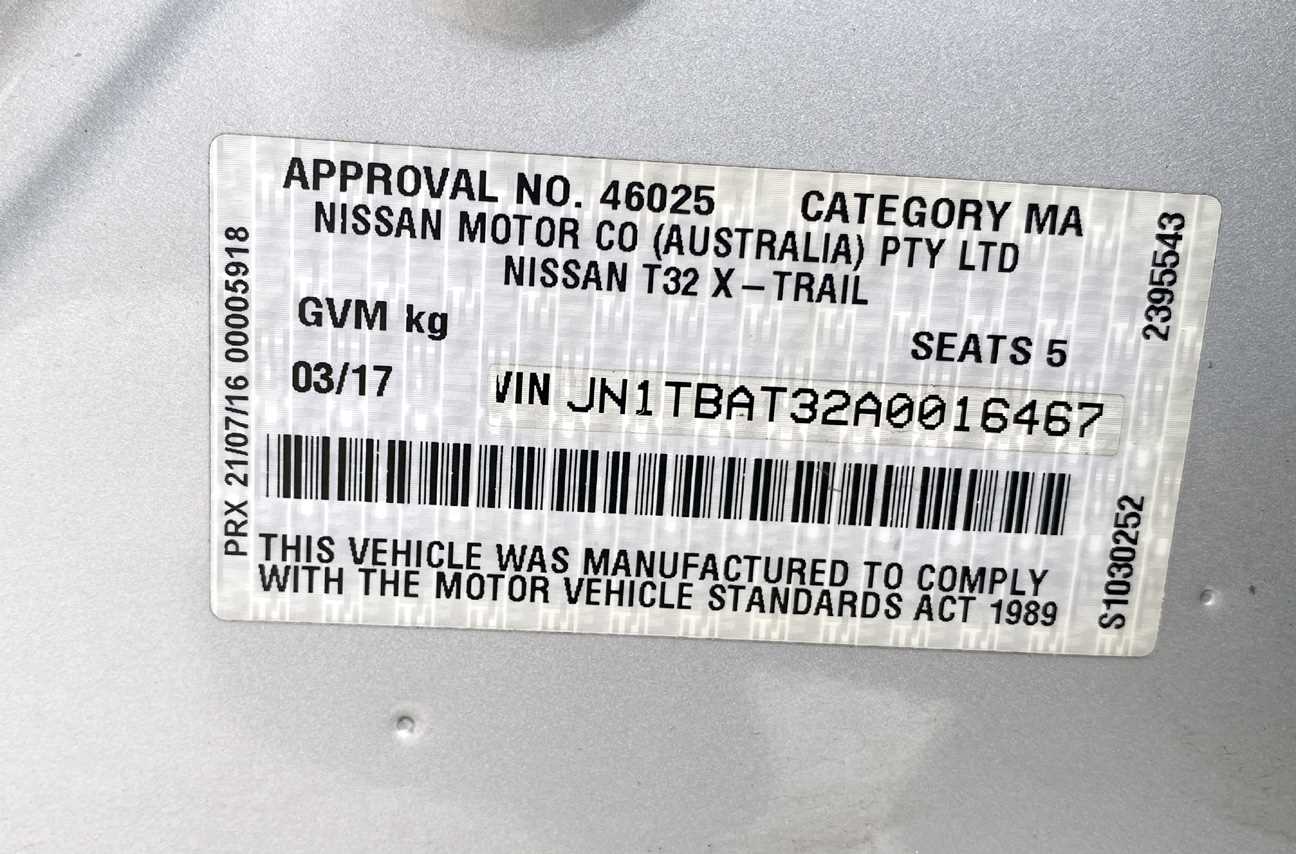 APPROVAL NO. 46025 CATEGORY MA
NISSAN MOTOR CO (AUSTRALIA) PTY LTD
NISSAN T32 X-TRAIL
GVM kg SEATS 5
03/17 VIN JN1TBAT32A0016467
THIS VEHICLE WAS MANUFACTURED TO COMPLY
WITH THE MOTOR VEHICLE STANDARDS ACT 1989
PRX 21/07/16 00005918
2395543
S1030252